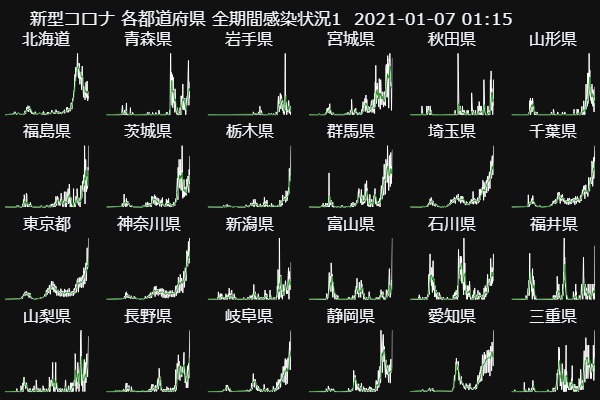 新型コロナ 各都道府県 全期間感染状況1 2021-01-07 01:15
北海道 青森県 岩手県 宮城県 秋田県 山形県
福島県 茨城県 栃木県 群馬県 埼玉県 千葉県
東京都 神奈川県 新潟県 富山県 石川県 福井県
山梨県 長野県 岐阜県 静岡県 愛知県 三重県